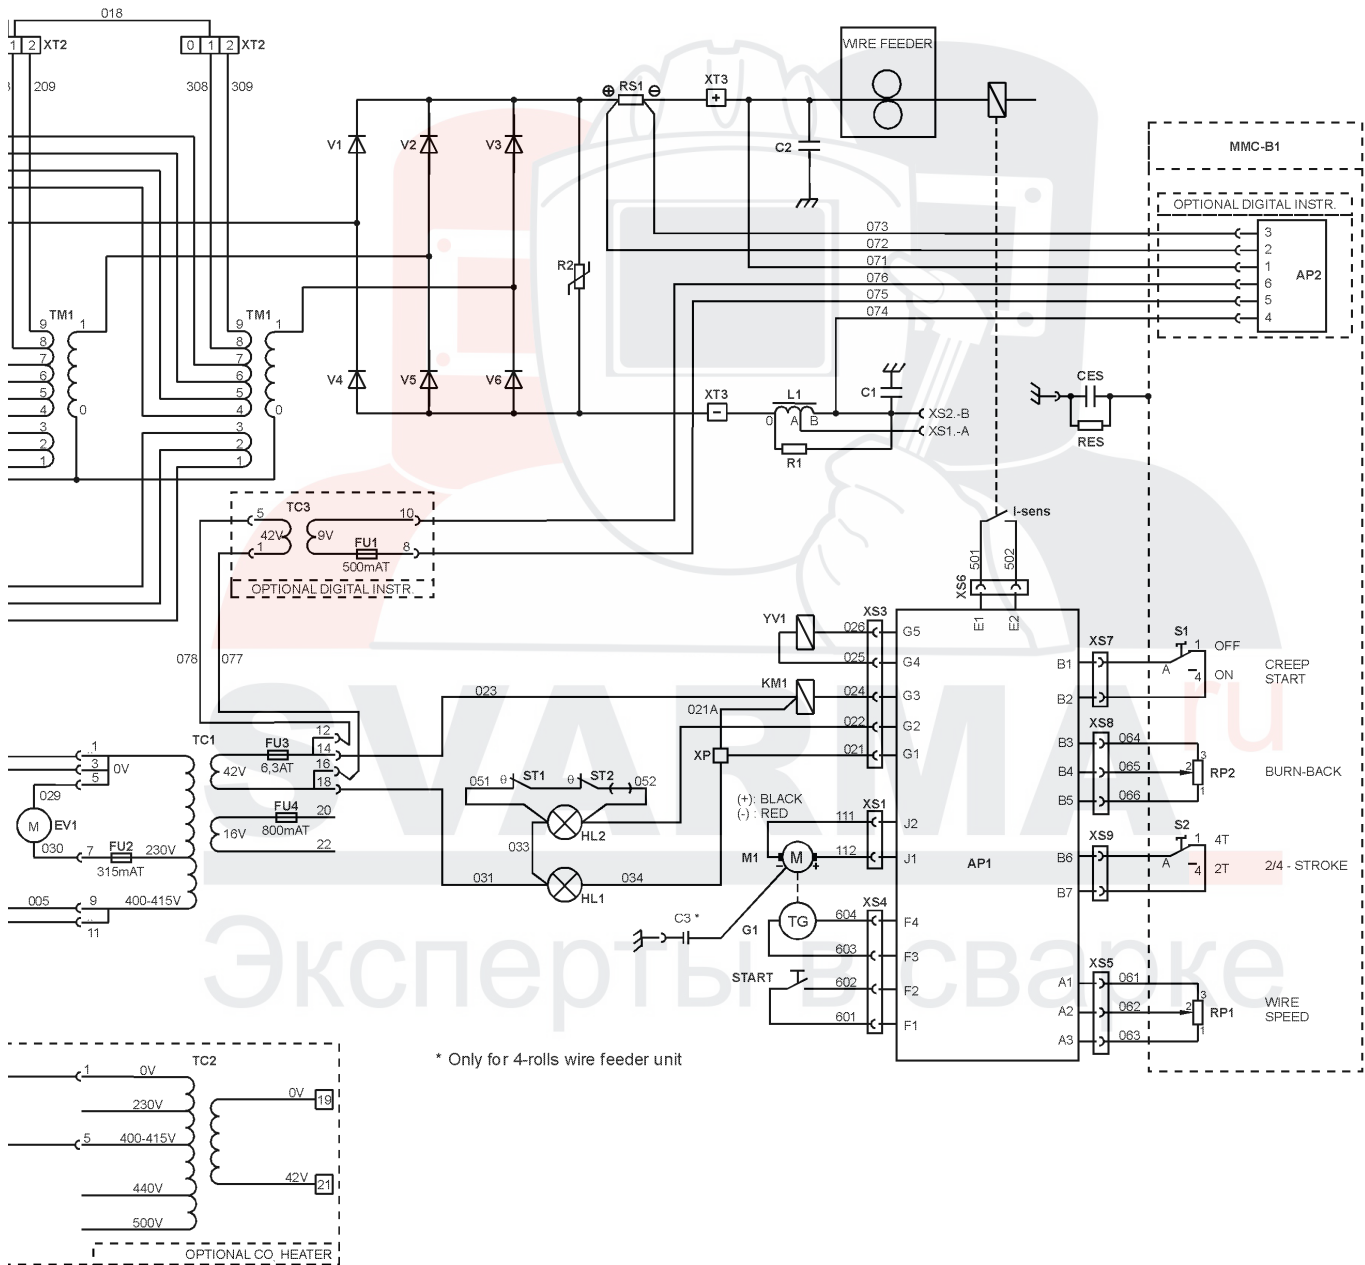 018
1 2 XT2
0 1 2 XT2
209
308 309
WIRE FEEDER
RS1
XT3
+
V1 V2 V3
C2
MMC-B1
OPTIONAL DIGITAL INSTR.
073 3
072 2
071 1
076 6
075 5
074 4
AP2
R2
TM1
9 1
8
7
6
5
4 0
3
2
1
TM1
9 1
8
7
6
5
4 0
3
2
1
V4 V5 V6
XT3
-
L1
0 A B
R1
C1
XS2.-B
XS1.-A
CES
RES
TC3
5 10
42V 9V
1 FU1 8
500mAT
OPTIONAL DIGITAL INSTR.
I-sens
501 502
XS6
E1 E2
078 077
YV1
XS3
026 G5
025 G4
KM1
024 G3
023
021A
022 G2
021 G1
XP
AP1
XS7
B1
B2
S1
1 OFF
A
4 ON
CREEP
START
XS8
B3 064 3
B4 065 2
B5 066 1
RP2
BURN-BACK
TC1
1
3 0V
5
029
M EV1
030 7 FU2 230V
315mAT
005 9 400-415V
11
42V
FU3
6,3AT
12
14
16
18
16V
FU4
800mAT
20
22
051 θ ST1 θ ST2 052
HL2
033
031 HL1 034
(+): BLACK
(-) : RED
XS1
111 J2
112 J1
M1 M
- +
C3 *
G1 TG
XS4
604 F4
603 F3
START
602 F2
601 F1
XS9
B6
B7
S2
1 4T
A
4 2T
2/4 - STROKE
XS5
A1 061 3
A2 062 2
A3 063 1
RP1
WIRE
SPEED
* Only for 4-rolls wire feeder unit
TC2
1 0V
230V
5 400-415V
440V
500V
0V 19
42V 21
OPTIONAL CO HEATER
SVARMA.ru
Эксперты в сварке